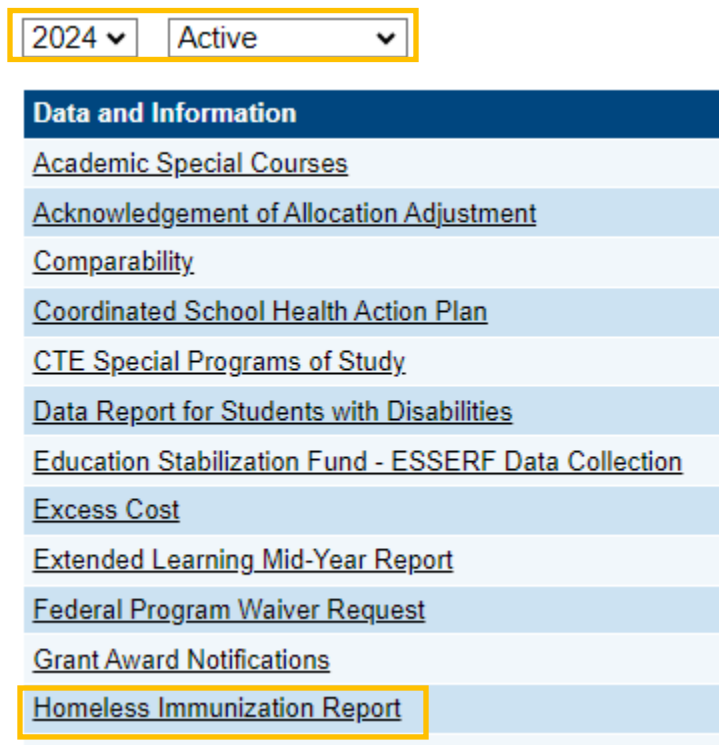 2024 Active
Data and Information
Academic Special Courses
Acknowledgement of Allocation Adjustment
Comparability
Coordinated School Health Action Plan
CTE Special Programs of Study
Data Report for Students with Disabilities
Education Stabilization Fund - ESSERF Data Collection
Excess Cost
Extended Learning Mid-Year Report
Federal Program Waiver Request
Grant Award Notifications
Homeless Immunization Report